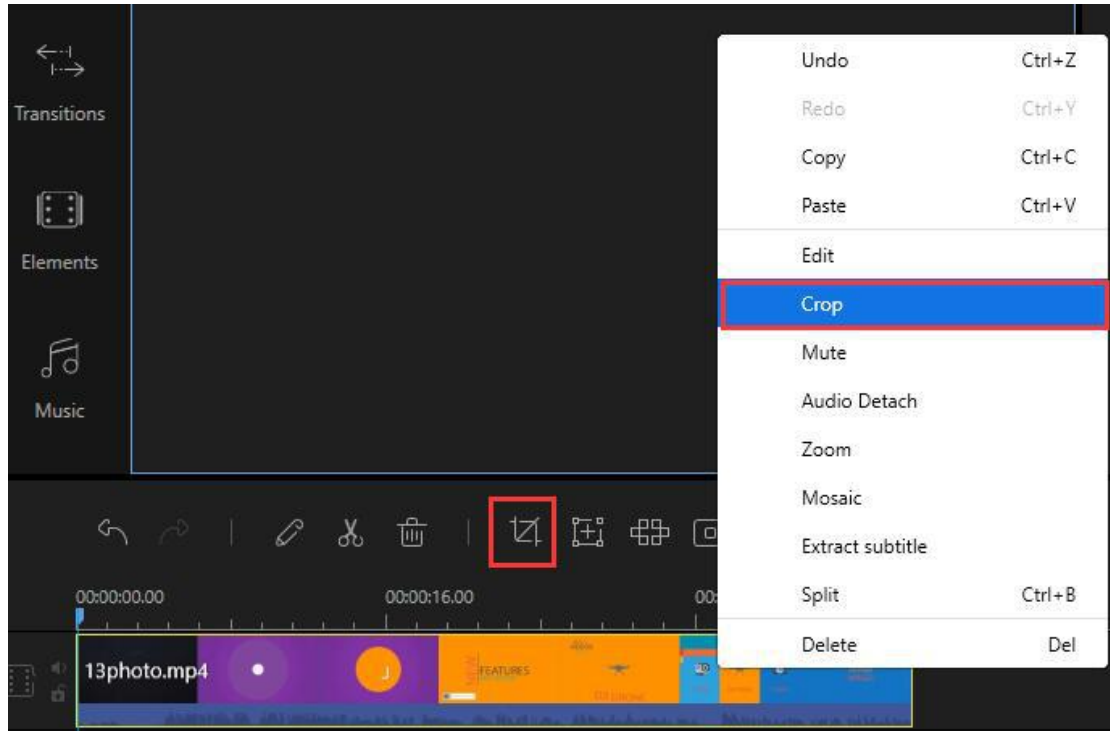 Transitions
Elements
Music
Undo Ctrl+Z
Redo Ctrl+Y
Copy Ctrl+C
Paste Ctrl+V
Edit
Crop
Mute
Audio Detach
Zoom
Mosaic
Extract subtitle
Split Ctrl+B
Delete Del
00:00:00.00 00:00:16.00 00:
13photo.mp4
FEATURES